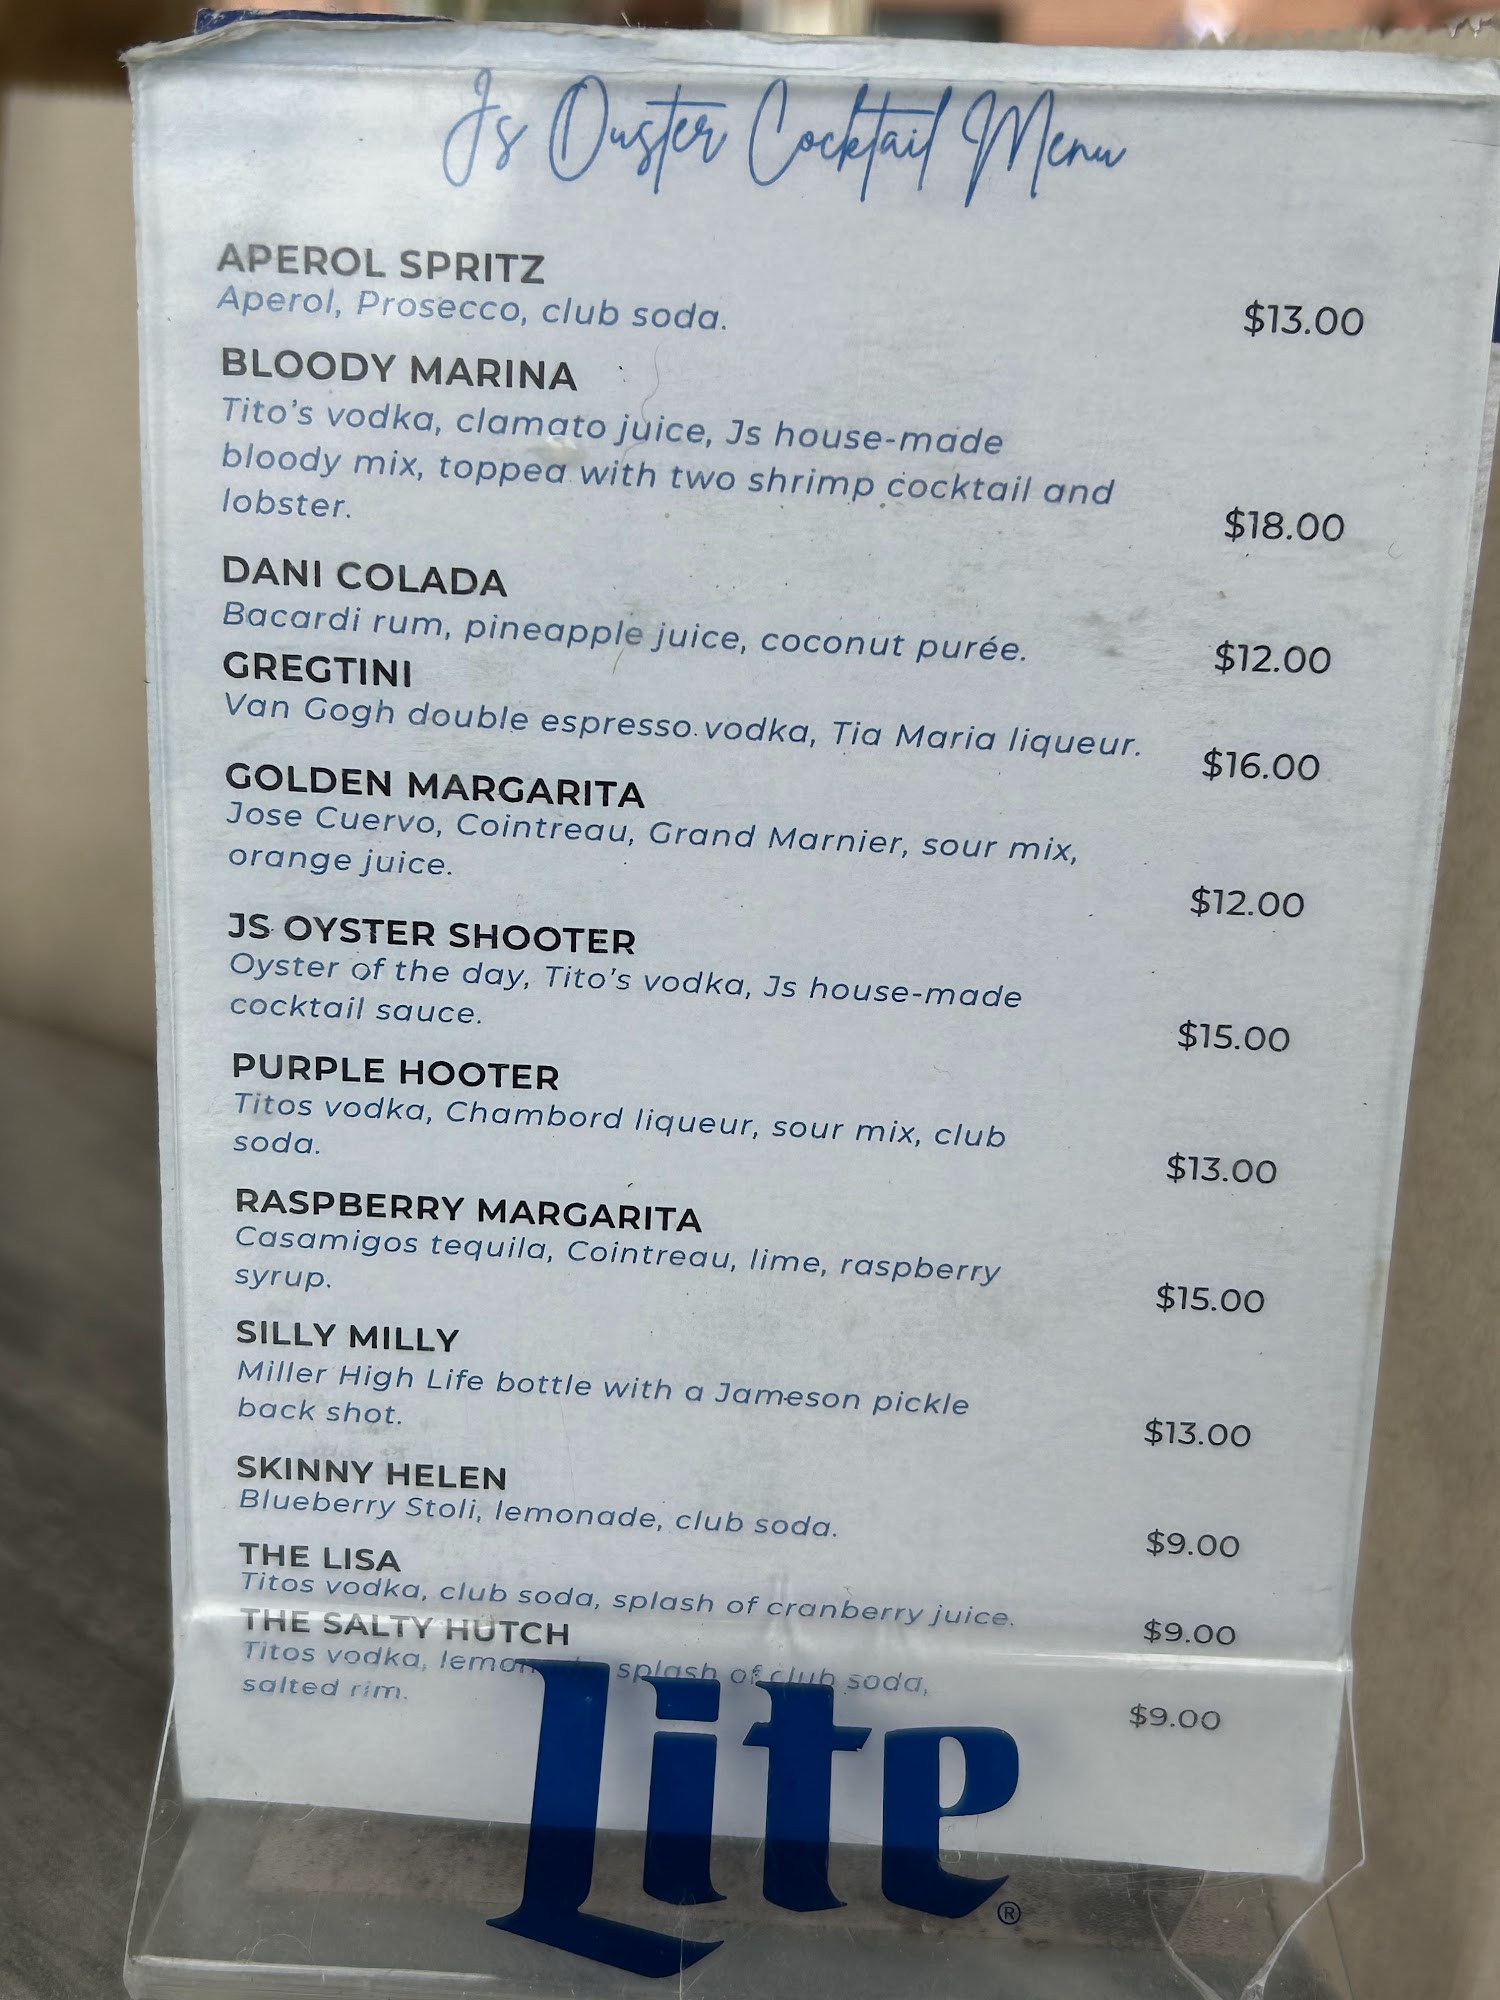 Js Oyster Cocktail Menu
APEROL SPRITZ
Aperol, Prosecco, club soda.
$13.00
BLOODY MARINA
Tito's vodka, clamato juice, Js house-made
bloody mix, topped with two shrimp cocktail and
lobster.
$18.00
DANI COLADA
Bacardi rum, pineapple juice, coconut purée.
$12.00
GREGTINI
Van Gogh double espresso vodka, Tia Maria liqueur.
$16.00
GOLDEN MARGARITA
Jose Cuervo, Cointreau, Grand Marnier, sour mix,
orange juice.
$12.00
JS OYSTER SHOOTER
Oyster of the day, Tito's vodka, Js house-made
cocktail sauce.
$15.00
PURPLE HOOTER
Titos vodka, Chambord liqueur, sour mix, club
soda.
$13.00
RASPBERRY MARGARITA
Casamigos tequila, Cointreau, lime, raspberry
syrup.
$15.00
SILLY MILLY
Miller High Life bottle with a Jameson pickle
back shot.
$13.00
SKINNY HELEN
Blueberry Stoli, lemonade, club soda.
$9.00
THE LISA
Titos vodka, club soda, splash of cranberry juice.
$9.00
THE SALTY HUTCH
Titos vodka, splash of club soda,
salted rim.
$9.00
Lite®